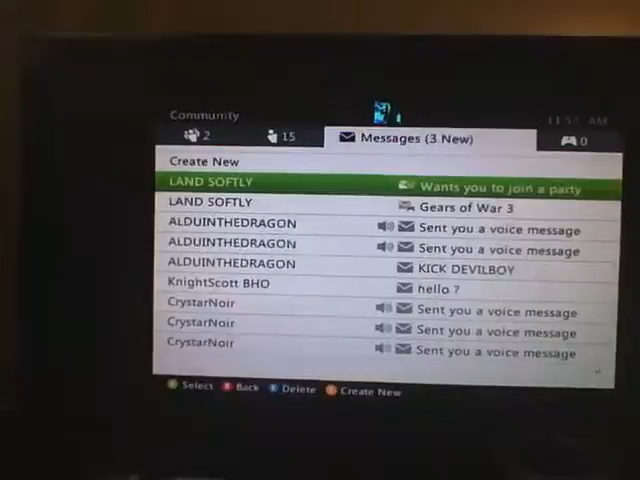 Community
11:57 AM
2
15
Messages (3 New)
0
Create New
LAND SOFTLY Wants you to join a party
LAND SOFTLY Gears of War 3
ALDUINTHEDRAGON Sent you a voice message
ALDUINTHEDRAGON Sent you a voice message
ALDUINTHEDRAGON KICK DEVILBOY
KnightScott BHO hello ?
CrystarNoir Sent you a voice message
CrystarNoir Sent you a voice message
CrystarNoir Sent you a voice message
A Select B Back X Delete Y Create New